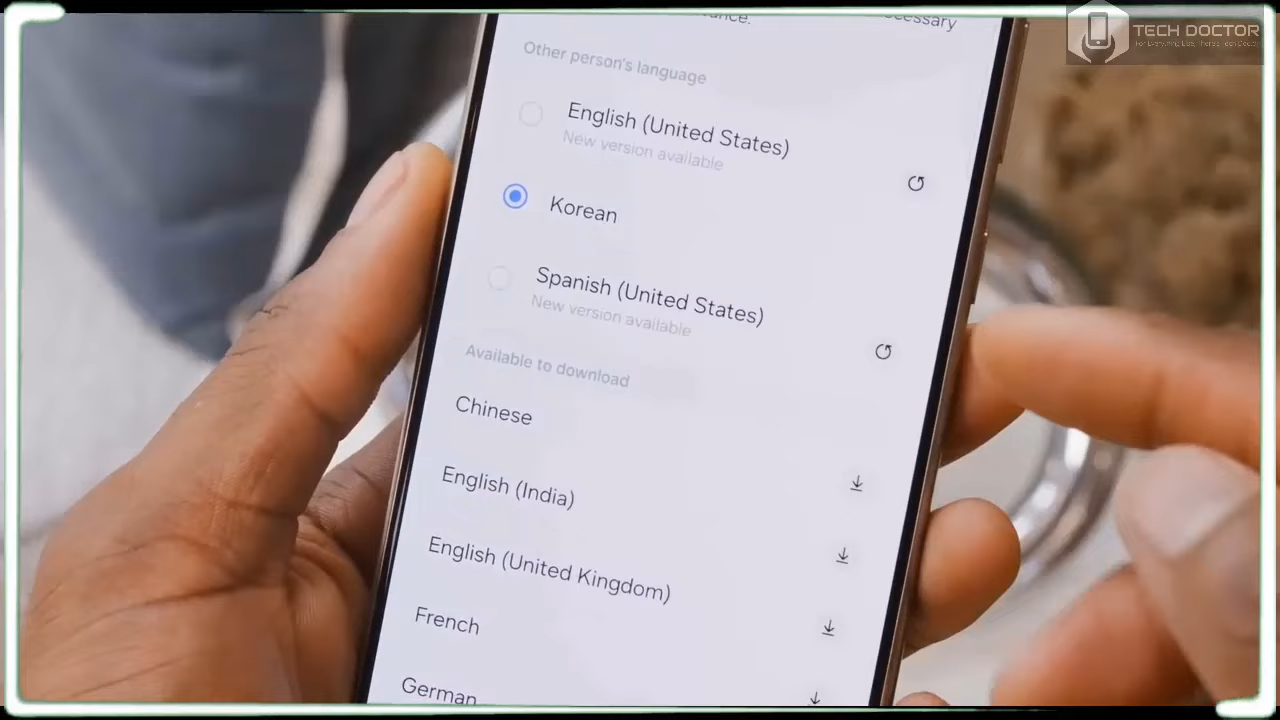 TECH DOCTOR
Other person's language
English (United States)
New version available
Korean
Spanish (United States)
New version available
Available to download
Chinese
English (India)
English (United Kingdom)
French
German